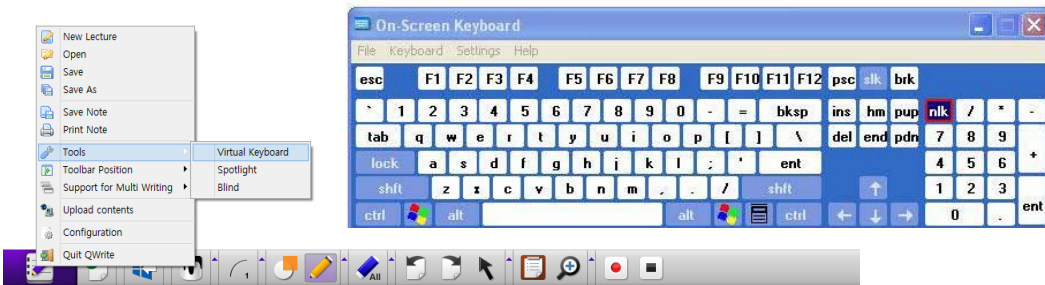 New Lecture
Open
Save
Save As
Save Note
Print Note
Tools
Toolbar Position
Support for Multi Writing
Upload contents
Configuration
Quit QWrite
Virtual Keyboard
Spotlight
Blind
On-Screen Keyboard
File Keyboard Settings Help
esc F1 F2 F3 F4 F5 F6 F7 F8 F9 F10 F11 F12 psc slk brk
` 1 2 3 4 5 6 7 8 9 0 - = bksp ins hm pup nlk / * -
tab q w e r t y u i o p [ ] \ del end pdn 7 8 9
lock a s d f g h j k l ; ' ent 4 5 6 +
shft z x c v b n m , . / shft ↑ 1 2 3
ctrl alt alt ctrl ← ↓ → 0 . ent
1 All